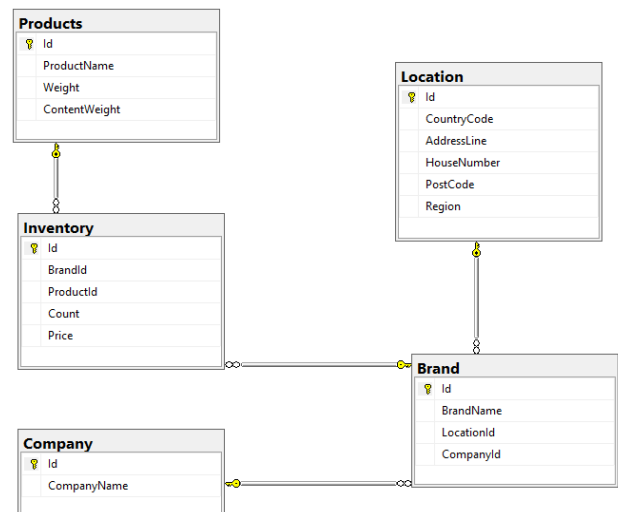 Products
Id
ProductName
Weight
ContentWeight
Location
Id
CountryCode
AddressLine
HouseNumber
PostCode
Region
Inventory
Id
BrandId
ProductId
Count
Price
Brand
Id
BrandName
LocationId
CompanyId
Company
Id
CompanyName